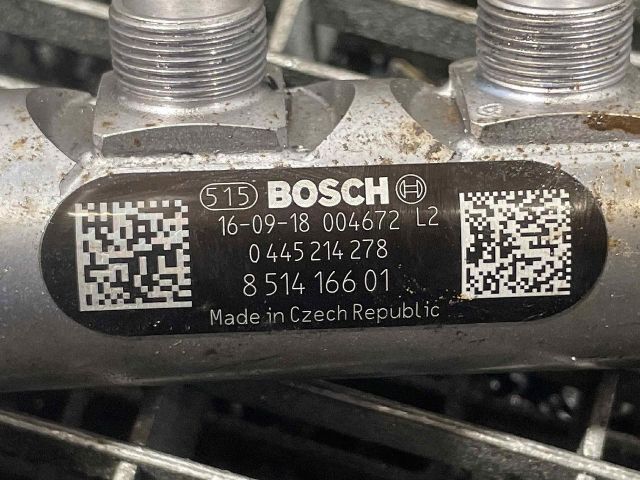 515 BOSCH
16-09-18 004672 L2
0 445 214 278
8 514 166 01
Made in Czech Republic